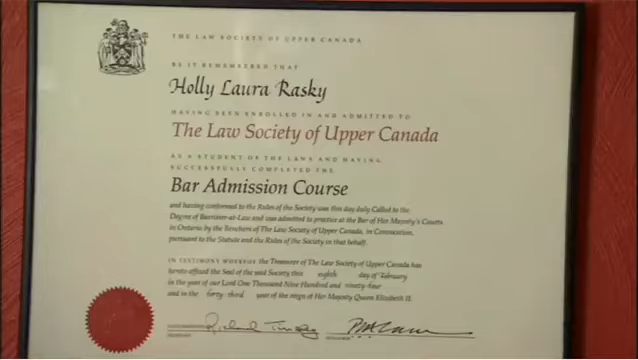 THE LAW SOCIETY OF UPPER CANADA
BE IT REMEMBERED THAT
Holly Laura Rasky
HAVING BEEN ENROLLED IN AND ADMITTED TO
The Law Society of Upper Canada
AS A STUDENT OF THE LAWS AND HAVING
SUCCESSFULLY COMPLETED THE
Bar Admission Course
and having conformed to the Rules of the Society was this day duly Called to the
Degree of Barrister-at-Law and was admitted to practise at the Bar of Her Majesty's Courts
in Ontario by the Benchers of The Law Society of Upper Canada, in Convocation,
pursuant to the Statute and the Rules of the Society in that behalf.
IN TESTIMONY WHEREOF the Treasurer of The Law Society of Upper Canada has
hereto affixed the Seal of the said Society this eighth day of February
in the year of our Lord One Thousand Nine Hundred and ninety-four
and in the forty-third year of the reign of Her Majesty Queen Elizabeth II.
Richard